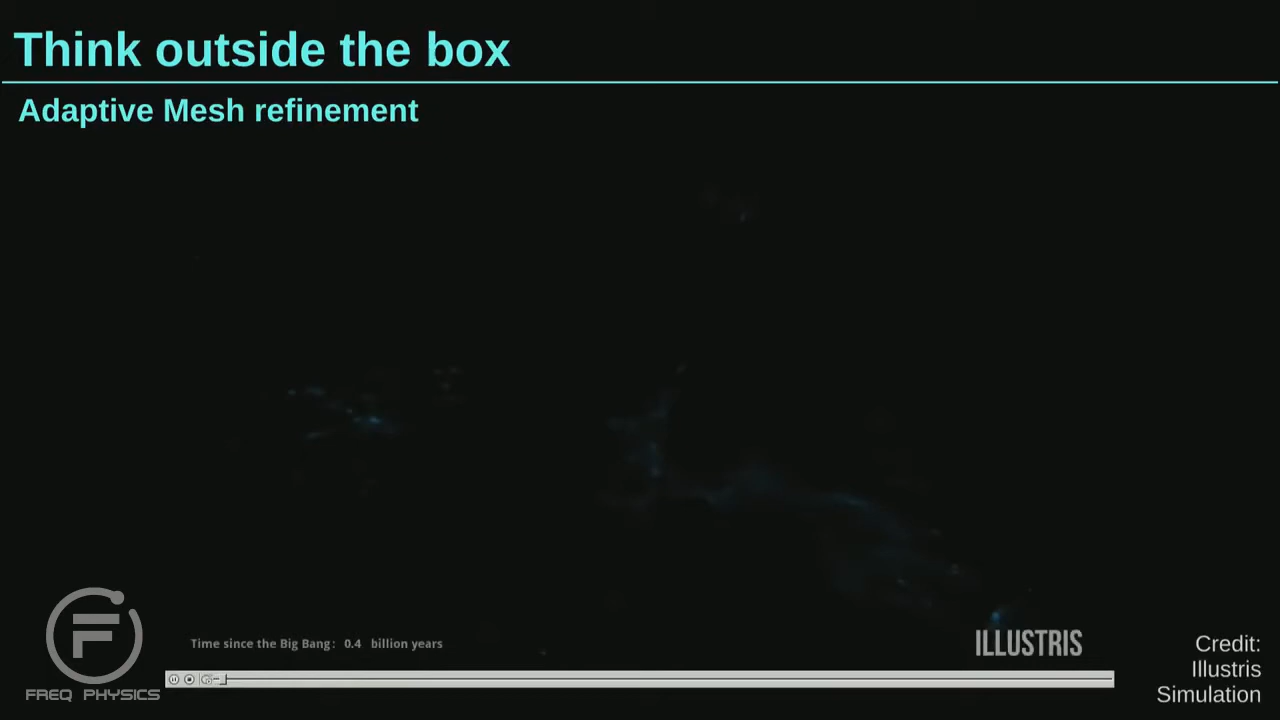 Think outside the box
Adaptive Mesh refinement
Time since the Big Bang: 0.4 billion years
ILLUSTRIS
Credit:
Illustris
Simulation
F
FREQ PHYSICS